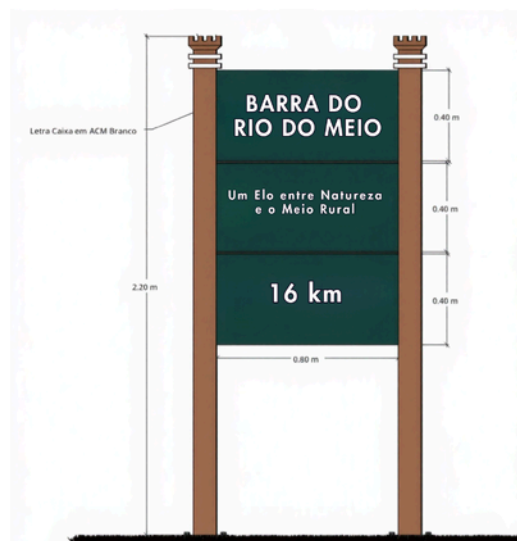 BARRA DO
RIO DO MEIO
0.40 m
Letra Caixa em ACM Branco
Um Elo entre Natureza
e o Meio Rural
0.40 m
2.20 m
16 km
0.40 m
0.80 m